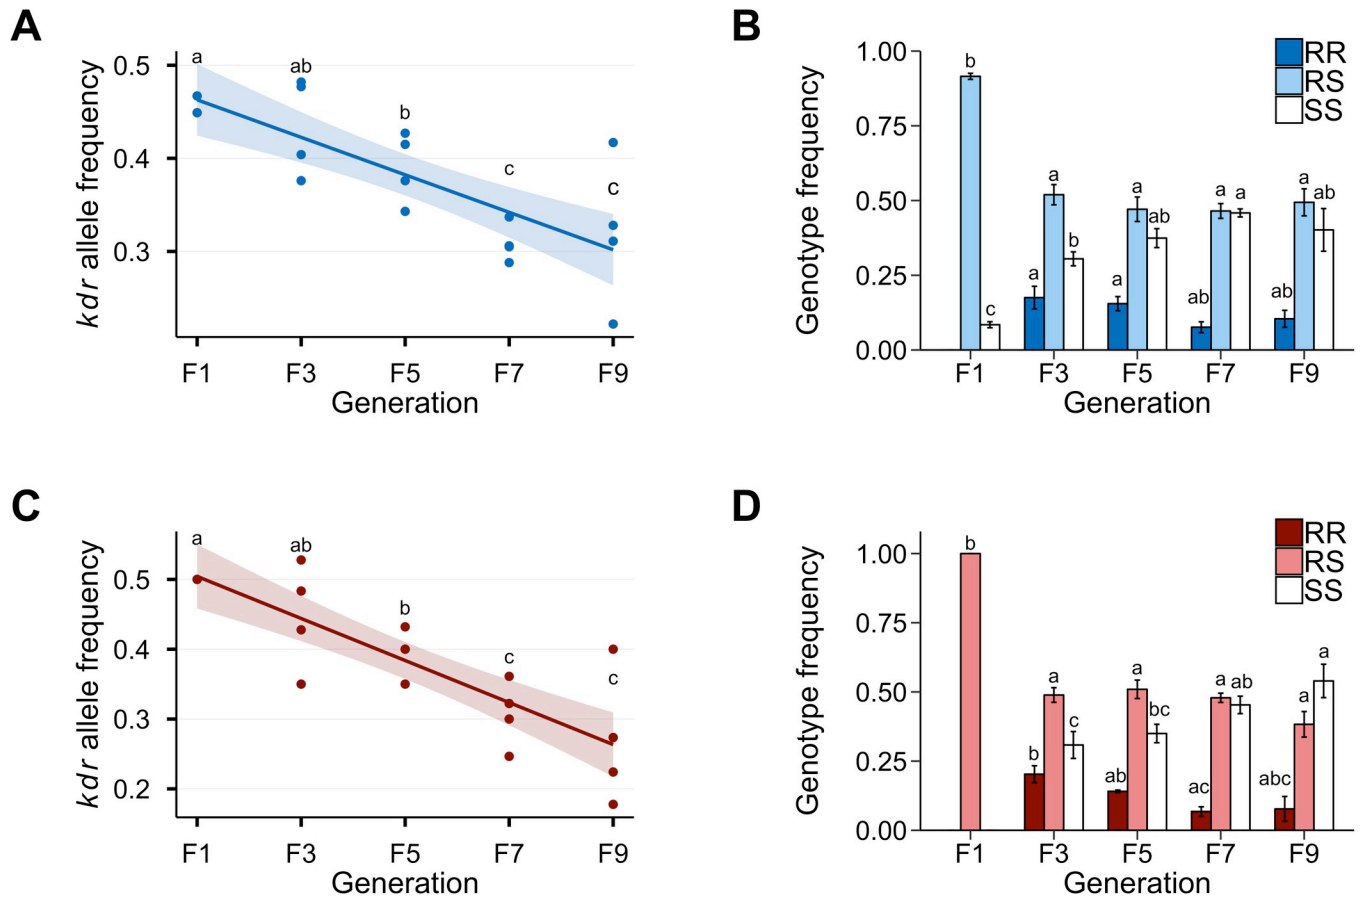 A
kdr allele frequency
0.5
0.4
0.3
a
ab
b
c
c
F1 F3 F5 F7 F9
Generation
B
Genotype frequency
1.00
0.75
0.50
0.25
0.00
RR
RS
SS
b
c
a
a
b
a
a
ab
ab
a
a
ab
a
ab
F1 F3 F5 F7 F9
Generation
C
kdr allele frequency
0.5
0.4
0.3
0.2
a
ab
b
c
c
F1 F3 F5 F7 F9
Generation
D
Genotype frequency
1.00
0.75
0.50
0.25
0.00
RR
RS
SS
b
b
a
c
ab
a
bc
ac
a
ab
abc
a
a
F1 F3 F5 F7 F9
Generation